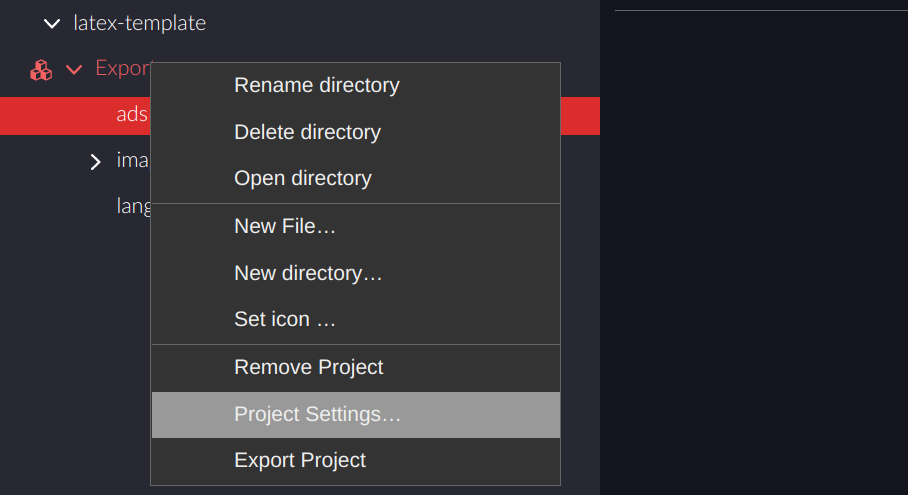 latex-template
Export
Rename directory
ads
Delete directory
ima
Open directory
lang
New File…
New directory…
Set icon …
Remove Project
Project Settings…
Export Project